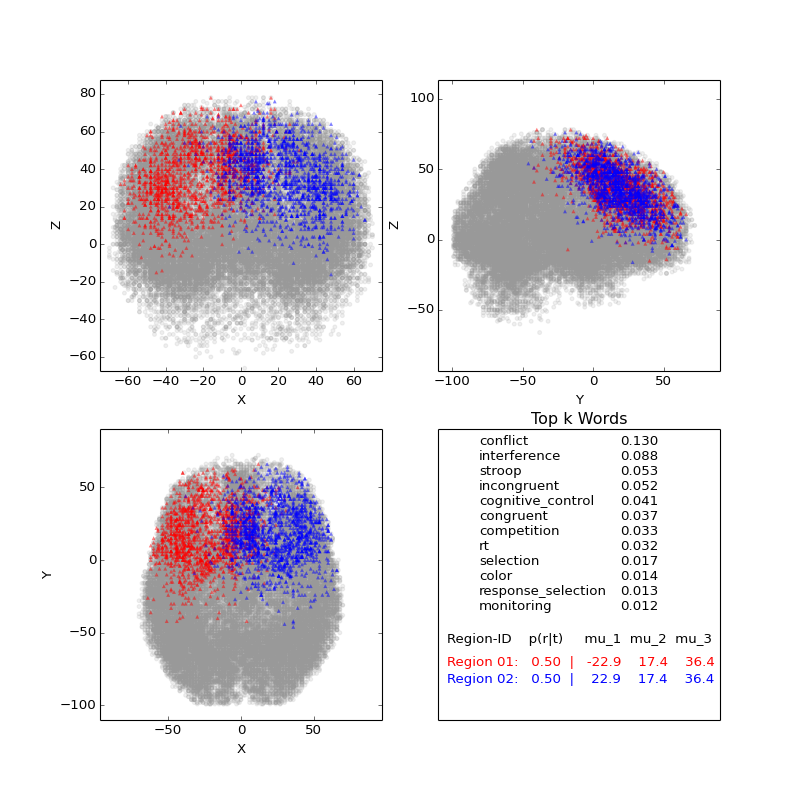 80
60
40
20
0
−20
−40
−60
Z
−60 −40 −20 0 20 40 60
X
100
50
0
−50
Z
−100 −50 0 50
Y
50
0
−50
−100
Y
−50 0 50
X
Top k Words
conflict 0.130
interference 0.088
stroop 0.053
incongruent 0.052
cognitive_control 0.041
congruent 0.037
competition 0.033
rt 0.032
selection 0.017
color 0.014
response_selection 0.013
monitoring 0.012
Region-ID p(r|t) mu_1 mu_2 mu_3
Region 01: 0.50 | -22.9 17.4 36.4
Region 02: 0.50 | 22.9 17.4 36.4